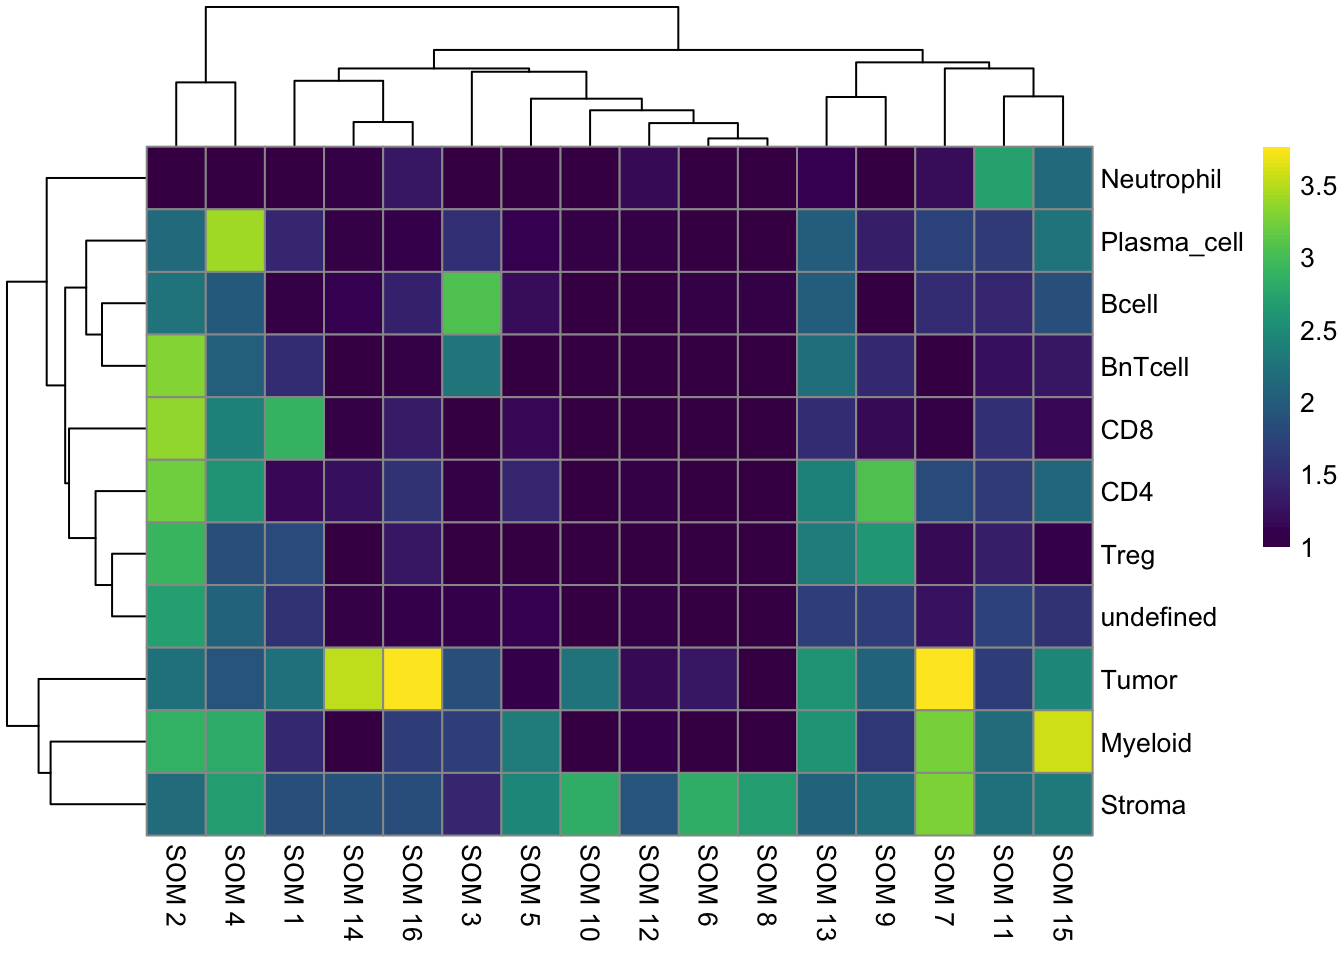 Neutrophil
Plasma_cell
Bcell
BnTcell
CD8
CD4
Treg
undefined
Tumor
Myeloid
Stroma
3.5
3
2.5
2
1.5
1
SOM 2
SOM 4
SOM 1
SOM 14
SOM 16
SOM 3
SOM 5
SOM 10
SOM 12
SOM 6
SOM 8
SOM 13
SOM 9
SOM 7
SOM 11
SOM 15